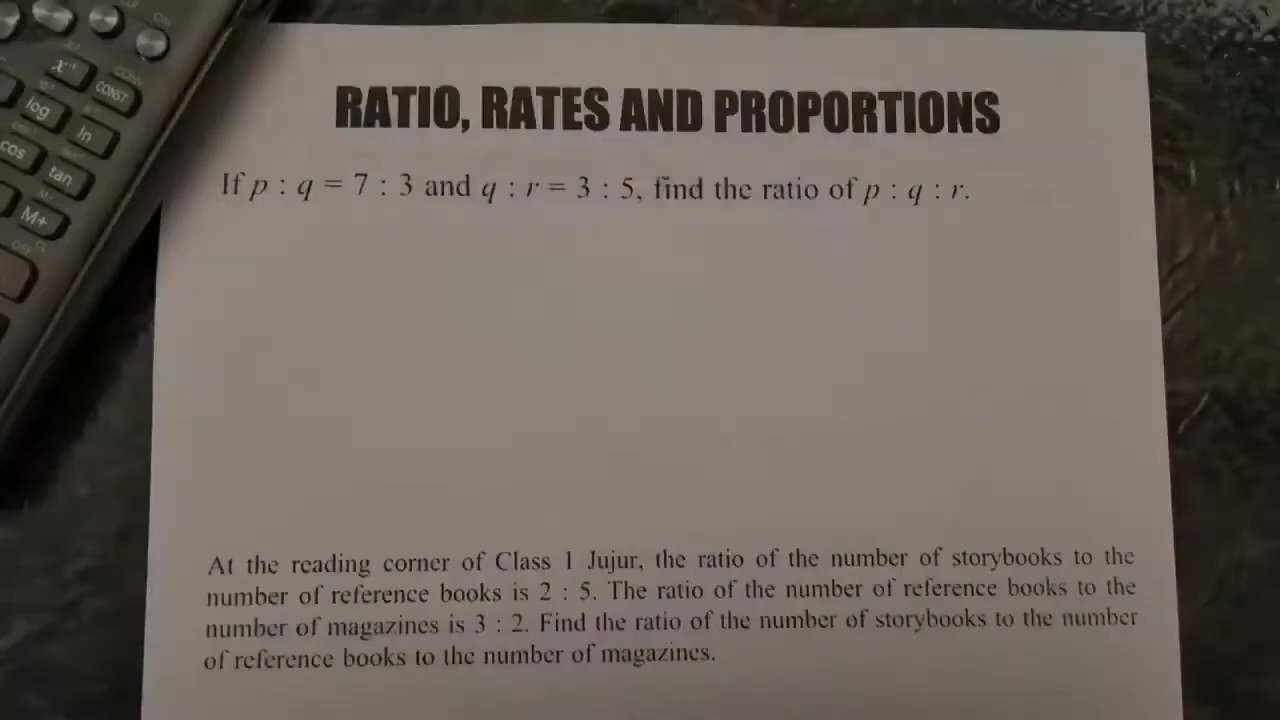 RATIO, RATES AND PROPORTIONS
If p : q = 7 : 3 and q : r = 3 : 5, find the ratio of p : q : r.
At the reading corner of Class 1 Jujur, the ratio of the number of storybooks to the
number of reference books is 2 : 5. The ratio of the number of reference books to the
number of magazines is 3 : 2. Find the ratio of the number of storybooks to the number
of reference books to the number of magazines.
x⁻¹
CONST
log
ln
cos
tan
M+